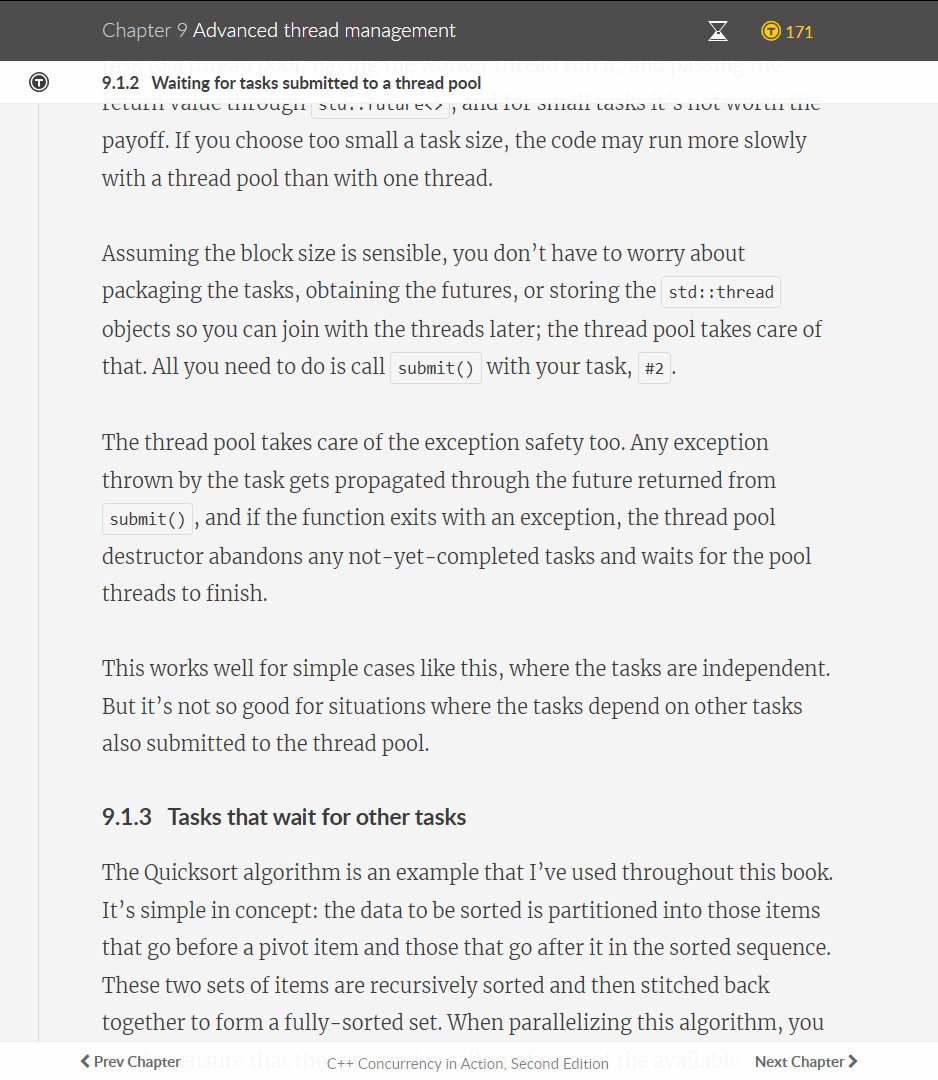 Chapter 9 Advanced thread management
171
9.1.2 Waiting for tasks submitted to a thread pool
return value through std::future<> , and for small tasks it's not worth the
payoff. If you choose too small a task size, the code may run more slowly
with a thread pool than with one thread.
Assuming the block size is sensible, you don’t have to worry about
packaging the tasks, obtaining the futures, or storing the std::thread
objects so you can join with the threads later; the thread pool takes care of
that. All you need to do is call submit() with your task, #2 .
The thread pool takes care of the exception safety too. Any exception
thrown by the task gets propagated through the future returned from
submit() , and if the function exits with an exception, the thread pool
destructor abandons any not-yet-completed tasks and waits for the pool
threads to finish.
This works well for simple cases like this, where the tasks are independent.
But it’s not so good for situations where the tasks depend on other tasks
also submitted to the thread pool.
9.1.3 Tasks that wait for other tasks
The Quicksort algorithm is an example that I’ve used throughout this book.
It’s simple in concept: the data to be sorted is partitioned into those items
that go before a pivot item and those that go after it in the sorted sequence.
These two sets of items are recursively sorted and then stitched back
together to form a fully-sorted set. When parallelizing this algorithm, you
Prev Chapter C++ Concurrency in Action, Second Edition Next Chapter